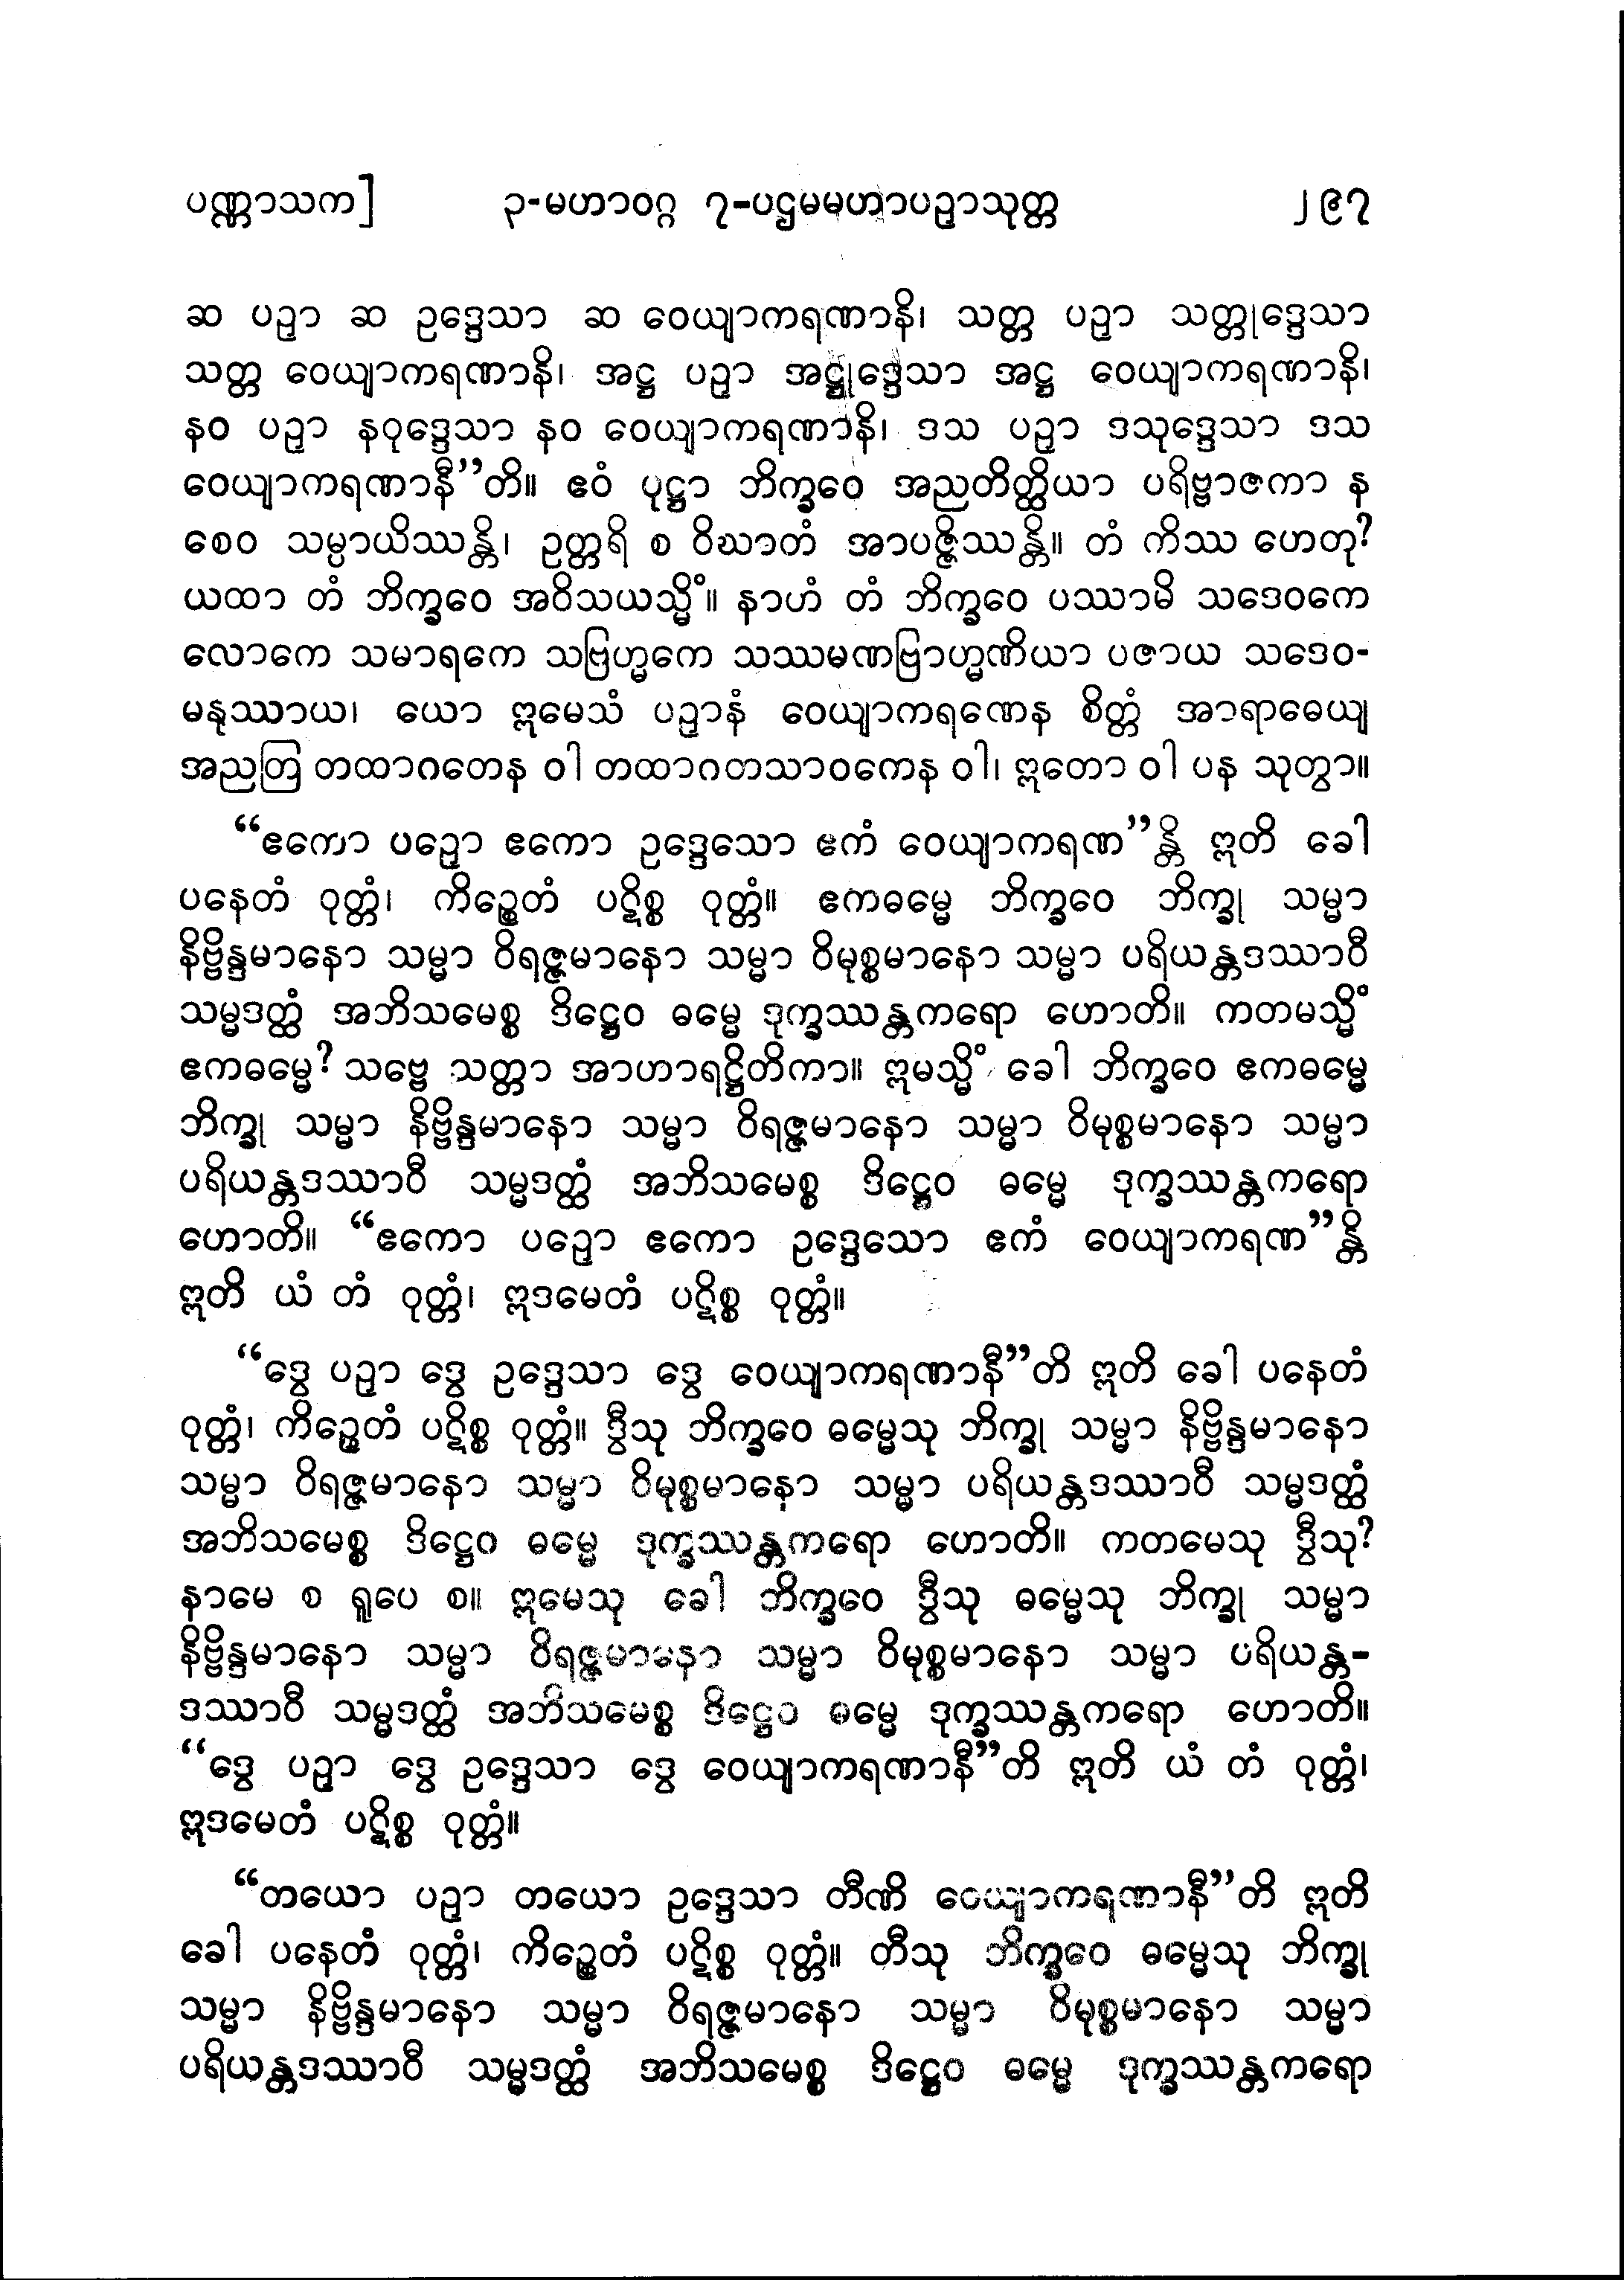 ပဏ္ဏာသက] ၃-မဟာဝဂ္ဂ ၇-ပဌမမဟာပဉှာသုတ္တ ၂၉၇
ဆ ပဉှာ ဆ ဥဒ္ဒေသာ ဆ ဝေယျာကရဏာနိ၊ သတ္တ ပဉှာ သတ္တုဒ္ဒေသာ
သတ္တ ဝေယျာကရဏာနိ၊ အဋ္ဌ ပဉှာ အဋ္ဌုဒ္ဒေသာ အဋ္ဌ ဝေယျာကရဏာနိ၊
နဝ ပဉှာ နဝုဒ္ဒေသာ နဝ ဝေယျာကရဏာနိ၊ ဒသ ပဉှာ ဒသုဒ္ဒေသာ ဒသ
ဝေယျာကရဏာနီ”တိ။ ဧဝံ ပုဋ္ဌာ ဘိက္ခဝေ အညတိတ္ထိယာ ပရိဗ္ဗာဇကာ န
စေဝ သမ္ပာယိဿန္တိ၊ ဥတ္တရိ စ ဝိဃာတံ အာပဇ္ဇိဿန္တိ။ တံ ကိဿ ဟေတု?
ယထာ တံ ဘိက္ခဝေ အဝိသယသ္မိံ။ နာဟံ တံ ဘိက္ခဝေ ပဿာမိ သဒေဝကေ
လောကေ သမာရကေ သဗြဟ္မကေ သဿမဏဗြာဟ္မဏိယာ ပဇာယ သဒေဝ-
မနုဿာယ၊ ယော ဣမေသံ ပဉှာနံ ဝေယျာကရဏေန စိတ္တံ အာရာဓေယျ
အညတြ တထာဂတေန ဝါ တထာဂတသာဝကေန ဝါ၊ ဣတော ဝါ ပန သုတွာ။
“ဧကော ပဉှော ဧကော ဥဒ္ဒေသော ဧကံ ဝေယျာကရဏ”န္တိ ဣတိ ခေါ
ပနေတံ ဝုတ္တံ၊ ကိဉ္စေတံ ပဋိစ္စ ဝုတ္တံ။ ဧကဓမ္မေ ဘိက္ခဝေ ဘိက္ခု သမ္မာ
နိဗ္ဗိန္ဒမာနော သမ္မာ ဝိရဇ္ဇမာနော သမ္မာ ဝိမုစ္စမာနော သမ္မာ ပရိယန္တဒဿာဝီ
သမ္မဒတ္ထံ အဘိသမေစ္စ ဒိဋ္ဌေဝ ဓမ္မေ ဒုက္ခဿန္တကရော ဟောတိ။ ကတမသ္မိံ
ဧကဓမ္မေ? သဗ္ဗေ သတ္တာ အာဟာရဋ္ဌိတိကာ။ ဣမသ္မိံ ခေါ ဘိက္ခဝေ ဧကဓမ္မေ
ဘိက္ခု သမ္မာ နိဗ္ဗိန္ဒမာနော သမ္မာ ဝိရဇ္ဇမာနော သမ္မာ ဝိမုစ္စမာနော သမ္မာ
ပရိယန္တဒဿာဝီ သမ္မဒတ္ထံ အဘိသမေစ္စ ဒိဋ္ဌေဝ ဓမ္မေ ဒုက္ခဿန္တကရော
ဟောတိ။ “ဧကော ပဉှော ဧကော ဥဒ္ဒေသော ဧကံ ဝေယျာကရဏ”န္တိ
ဣတိ ယံ တံ ဝုတ္တံ၊ ဣဒမေတံ ပဋိစ္စ ဝုတ္တံ။
“ဒွေ ပဉှာ ဒွေ ဥဒ္ဒေသာ ဒွေ ဝေယျာကရဏာနီ”တိ ဣတိ ခေါ ပနေတံ
ဝုတ္တံ၊ ကိဉ္စေတံ ပဋိစ္စ ဝုတ္တံ။ ဒွီသု ဘိက္ခဝေ ဓမ္မေသု ဘိက္ခု သမ္မာ နိဗ္ဗိန္ဒမာနော
သမ္မာ ဝိရဇ္ဇမာနော သမ္မာ ဝိမုစ္စမာနော သမ္မာ ပရိယန္တဒဿာဝီ သမ္မဒတ္ထံ
အဘိသမေစ္စ ဒိဋ္ဌေဝ ဓမ္မေ ဒုက္ခဿန္တကရော ဟောတိ။ ကတမေသု ဒွီသု?
နာမေ စ ရူပေ စ။ ဣမေသု ခေါ ဘိက္ခဝေ ဒွီသု ဓမ္မေသု ဘိက္ခု သမ္မာ
နိဗ္ဗိန္ဒမာနော သမ္မာ ဝိရဇ္ဇမာနော သမ္မာ ဝိမုစ္စမာနော သမ္မာ ပရိယန္တ-
ဒဿာဝီ သမ္မဒတ္ထံ အဘိသမေစ္စ ဒိဋ္ဌေဝ ဓမ္မေ ဒုက္ခဿန္တကရော ဟောတိ။
“ဒွေ ပဉှာ ဒွေ ဥဒ္ဒေသာ ဒွေ ဝေယျာကရဏာနီ”တိ ဣတိ ယံ တံ ဝုတ္တံ၊
ဣဒမေတံ ပဋိစ္စ ဝုတ္တံ။
“တယော ပဉှာ တယော ဥဒ္ဒေသာ တီဏိ ဝေယျာကရဏာနီ”တိ ဣတိ
ခေါ ပနေတံ ဝုတ္တံ၊ ကိဉ္စေတံ ပဋိစ္စ ဝုတ္တံ။ တီသု ဘိက္ခဝေ ဓမ္မေသု ဘိက္ခု
သမ္မာ နိဗ္ဗိန္ဒမာနော သမ္မာ ဝိရဇ္ဇမာနော သမ္မာ ဝိမုစ္စမာနော သမ္မာ
ပရိယန္တဒဿာဝီ သမ္မဒတ္ထံ အဘိသမေစ္စ ဒိဋ္ဌေဝ ဓမ္မေ ဒုက္ခဿန္တကရော